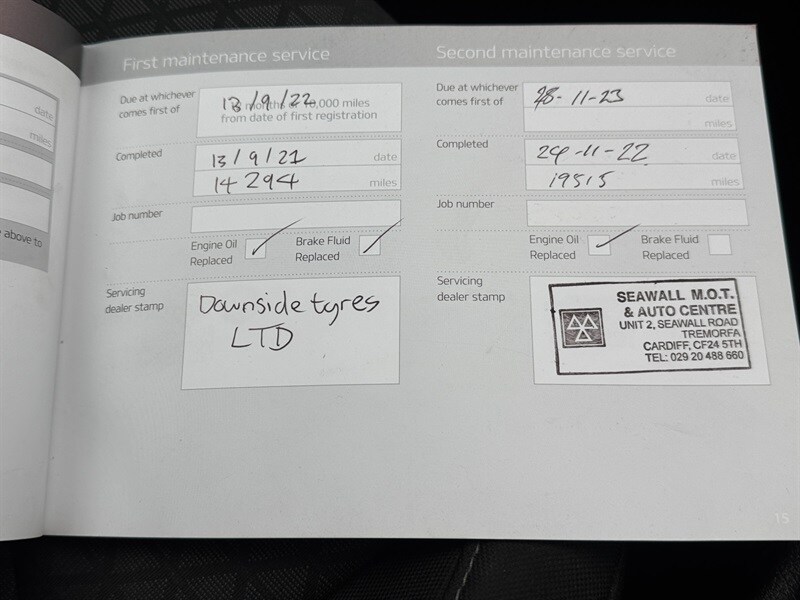 First maintenance service
Due at whichever
comes first of
13/9/22
months or 10,000 miles
from date of first registration
Completed
13/9/21 date
14294 miles
Job number
Engine Oil
Replaced
Brake Fluid
Replaced
Servicing
dealer stamp
Downside tyres
LTD
Second maintenance service
Due at whichever
comes first of
28-11-23 date
miles
Completed
24-11-22 date
19515 miles
Job number
Engine Oil
Replaced
Brake Fluid
Replaced
Servicing
dealer stamp
SEAWALL M.O.T.
& AUTO CENTRE
UNIT 2, SEAWALL ROAD
TREMORFA
CARDIFF, CF24 5TH
TEL: 029 20 488 660
date
miles
above to
15